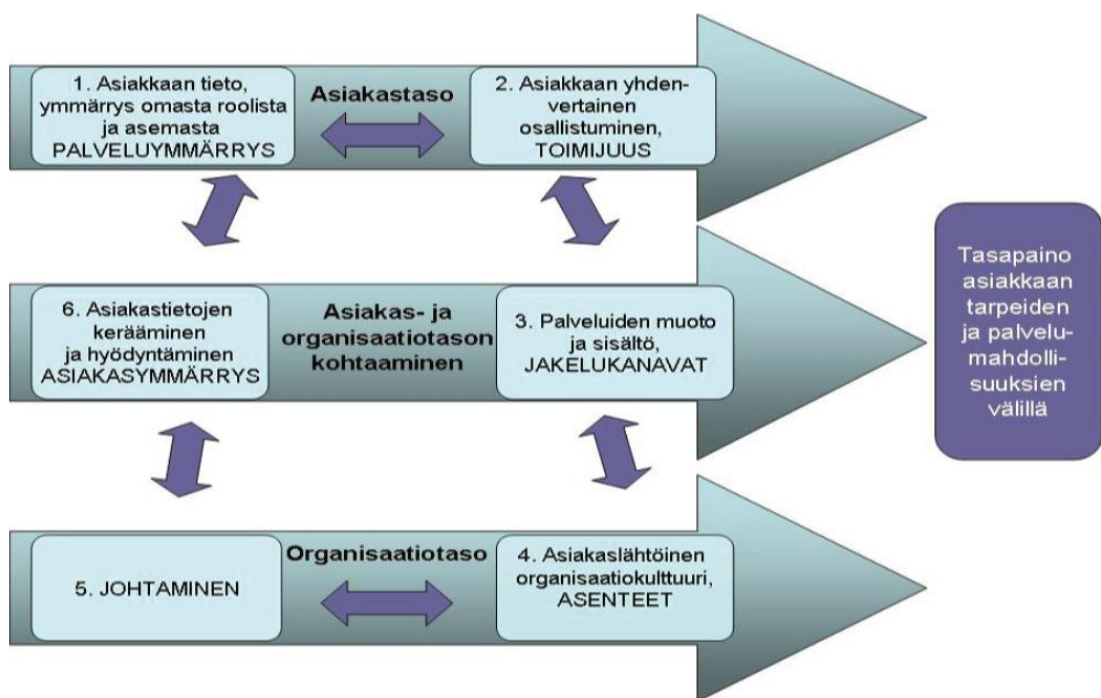 1. Asiakkaan tieto,
ymmärrys omasta roolista
ja asemasta
PALVELUYMMÄRRYS
Asiakastaso
2. Asiakkaan yhden-
vertainen
osallistuminen,
TOIMIJUUS
6. Asiakastietojen
kerääminen
ja hyödyntäminen
ASIAKASYMMÄRRYS
Asiakas- ja
organisaatiotason
kohtaaminen
3. Palveluiden muoto
ja sisältö,
JAKELUKANAVAT
5. JOHTAMINEN
Organisaatiotaso
4. Asiakaslähtöinen
organisaatiokulttuuri,
ASENTEET
Tasapaino
asiakkaan
tarpeiden
ja palvelu-
mahdolli-
suuksien
välillä